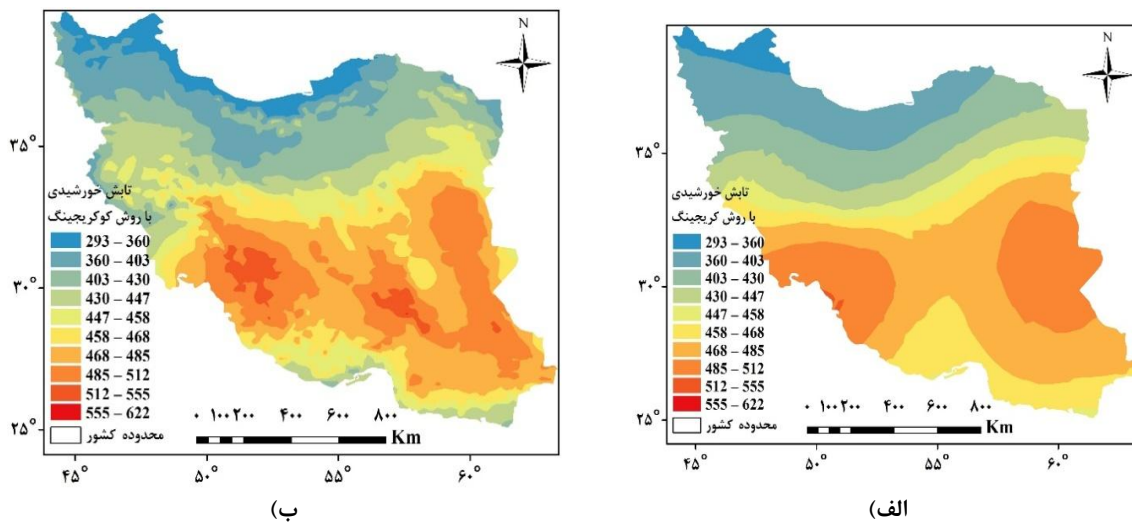 N
۳۵°
۳۰°
۲۵°
تابش خورشیدی
با روش کوکریجینگ
293 – 360
360 – 403
403 – 430
430 – 447
447 – 458
458 – 468
468 – 485
485 – 512
512 – 555
555 – 622
محدوده کشور
۰ ۱۰۰ ۲۰۰ ۴۰۰ ۶۰۰ ۸۰۰
Km
۴۵° ۵۰° ۵۵° ۶۰°
ب)
N
۳۵°
۳۰°
۲۵°
تابش خورشیدی
با روش کریجینگ
293 – 360
360 – 403
403 – 430
430 – 447
447 – 458
458 – 468
468 – 485
485 – 512
512 – 555
555 – 622
محدوده کشور
۰ ۱۰۰ ۲۰۰ ۴۰۰ ۶۰۰ ۸۰۰
Km
۴۵° ۵۰° ۵۵° ۶۰°
الف)